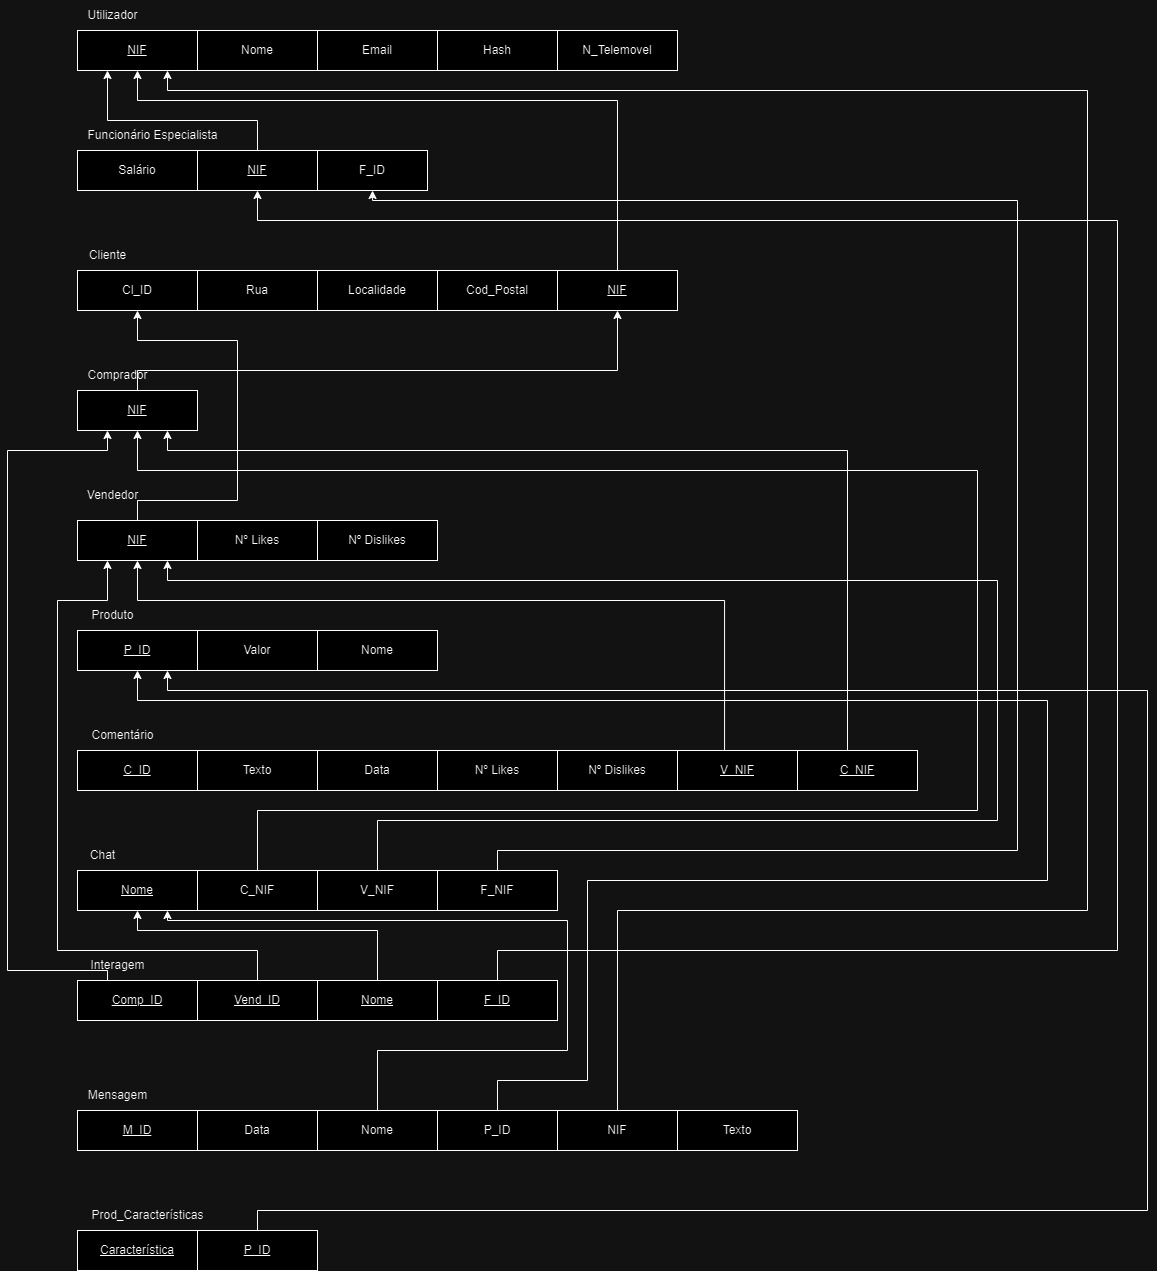 Utilizador
NIF Nome Email Hash N_Telemovel
Funcionário Especialista
Salário NIF F_ID
Cliente
Cl_ID Rua Localidade Cod_Postal NIF
Comprador
NIF
Vendedor
NIF Nº Likes Nº Dislikes
Produto
P_ID Valor Nome
Comentário
C_ID Texto Data Nº Likes Nº Dislikes V_NIF C_NIF
Chat
Nome C_NIF V_NIF F_NIF
Interagem
Comp_ID Vend_ID Nome F_ID
Mensagem
M_ID Data Nome P_ID NIF Texto
Prod_Características
Característica P_ID